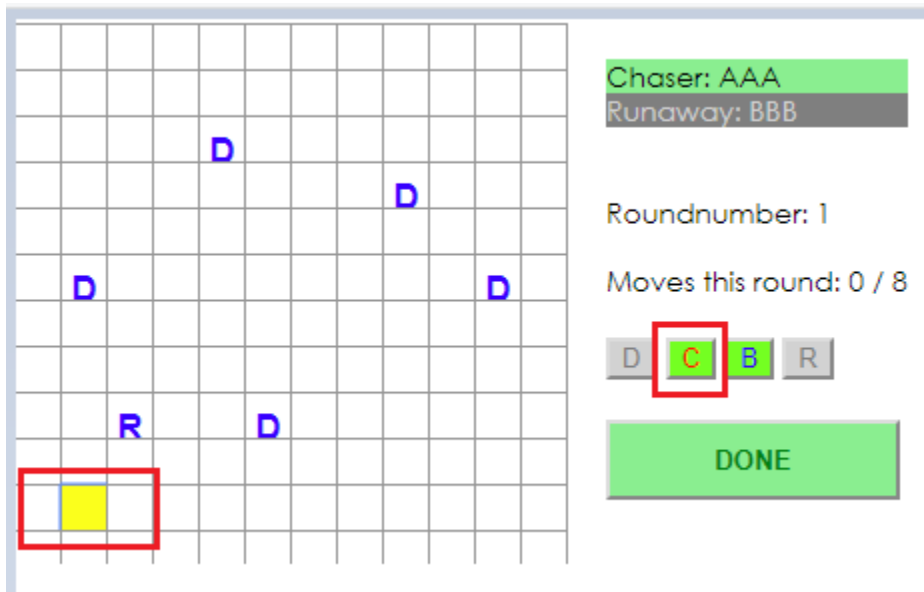 Chaser: AAA
Runaway: BBB
D
D
Roundnumber: 1
D
D
Moves this round: 0 / 8
D C B R
R
D
DONE